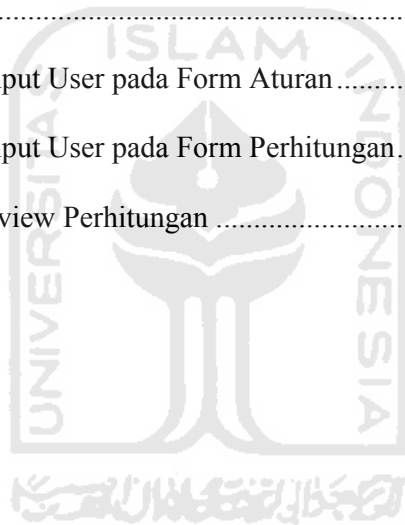 ................................................
put User pada Form Aturan..........
put User pada Form Perhitungan.
view Perhitungan ..........................
ISLAM
UNIVERSITAS
INDONESIA